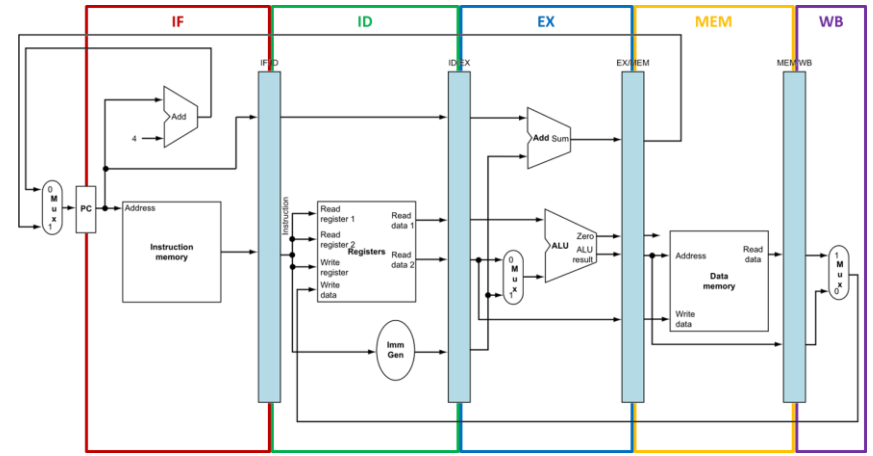 IF
ID
EX
MEM
WB
IF/ID
ID/EX
EX/MEM
MEM/WB
Add
4
Add Sum
0
M
u
x
1
PC
Address
Instruction
memory
Instruction
Read
register 1
Read
register 2
Write
register
Write
data
Registers
Read
data 1
Read
data 2
Imm
Gen
0
M
u
x
1
ALU
Zero
ALU
result
Address
Read
data
Data
memory
Write
data
1
M
u
x
0